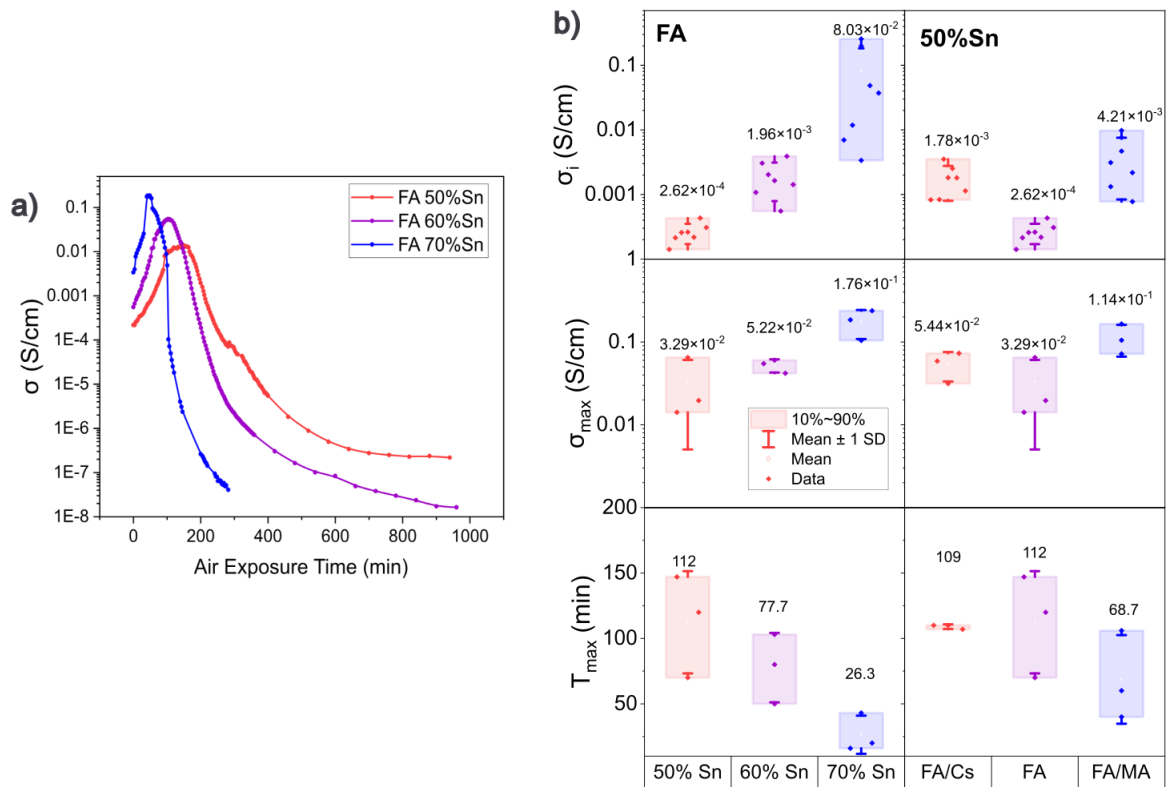 a)
σ (S/cm)
0.1
0.01
0.001
1E-4
1E-5
1E-6
1E-7
1E-8
FA 50%Sn
FA 60%Sn
FA 70%Sn
0 200 400 600 800 1000
Air Exposure Time (min)
b)
FA
50%Sn
σi (S/cm)
0.1
0.01
0.001
1
2.62×10⁻⁴
1.96×10⁻³
8.03×10⁻²
1.78×10⁻³
2.62×10⁻⁴
4.21×10⁻³
σmax (S/cm)
0.1
0.01
200
3.29×10⁻²
5.22×10⁻²
1.76×10⁻¹
5.44×10⁻²
3.29×10⁻²
1.14×10⁻¹
10%~90%
Mean ± 1 SD
Mean
Data
Tmax (min)
150
100
50
112
77.7
26.3
109
112
68.7
50% Sn 60% Sn 70% Sn FA/Cs FA FA/MA